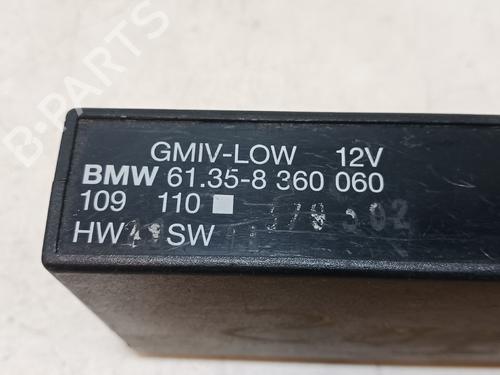 B-PARTS
GMIV-LOW 12V
BMW 61.35-8 360 060
109 110
HW SW